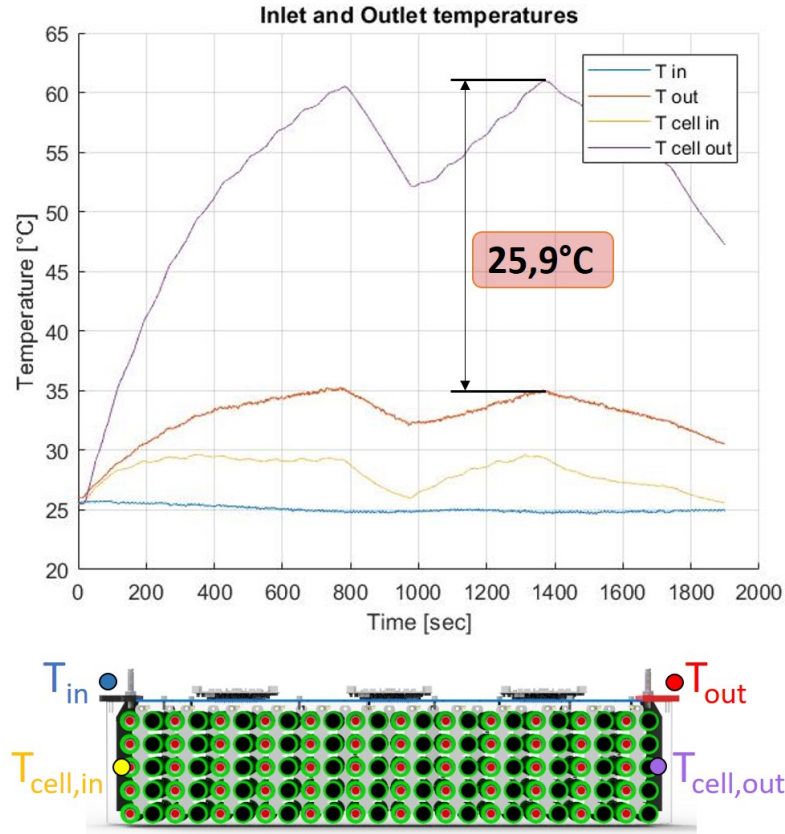 Inlet and Outlet temperatures
65
60
55
50
45
40
35
30
25
20
Temperature [°C]
T in
T out
T cell in
T cell out
25,9°C
0
200
400
600
800
1000
1200
1400
1600
1800
2000
Time [sec]
Tin
Tout
Tcell,in
Tcell,out